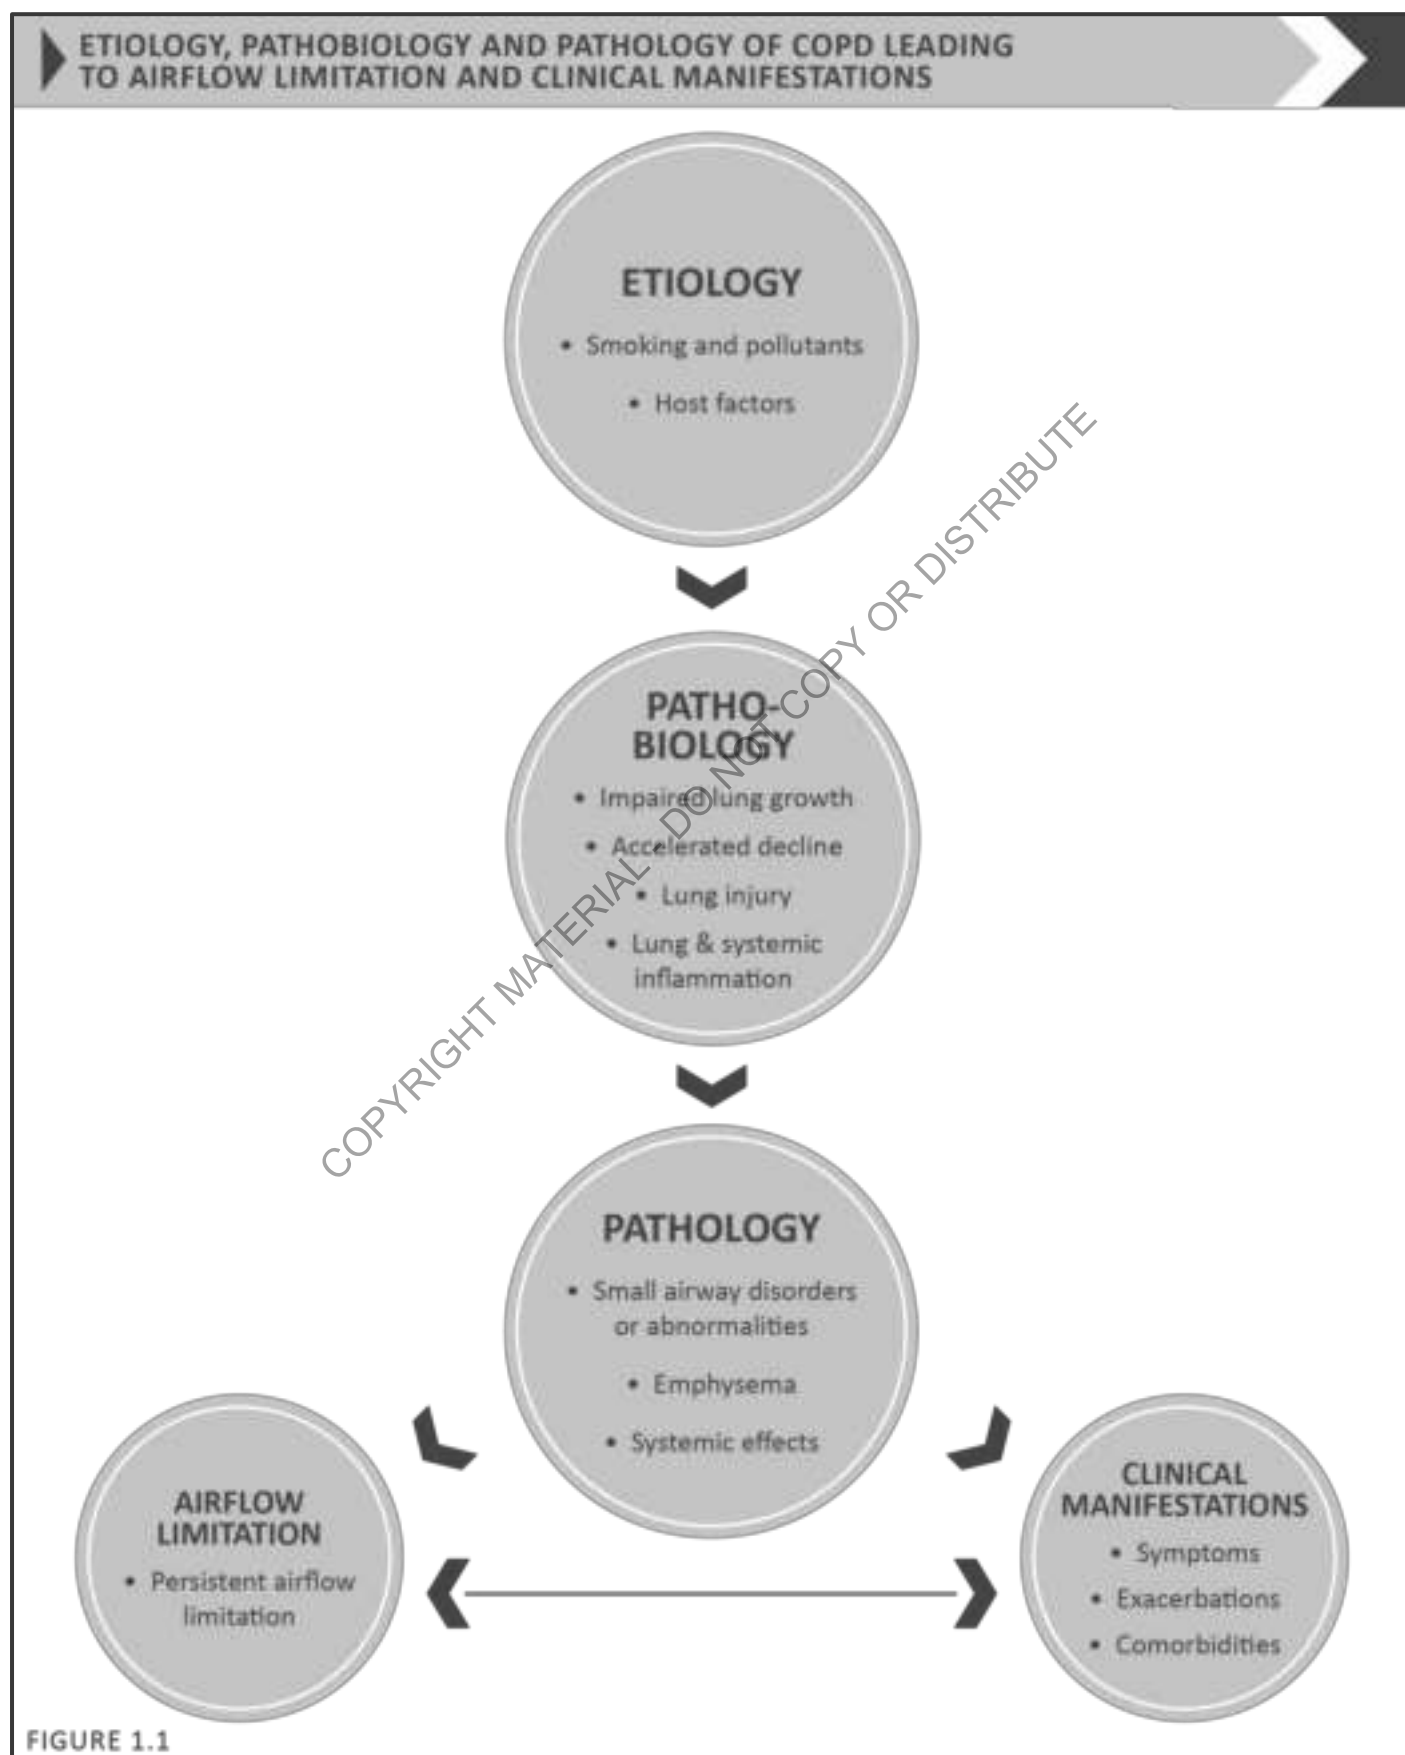 ETIOLOGY, PATHOBIOLOGY AND PATHOLOGY OF COPD LEADING
TO AIRFLOW LIMITATION AND CLINICAL MANIFESTATIONS
ETIOLOGY
• Smoking and pollutants
• Host factors
PATHO-
BIOLOGY
• Impaired lung growth
• Accelerated decline
• Lung injury
• Lung & systemic
inflammation
PATHOLOGY
• Small airway disorders
or abnormalities
• Emphysema
• Systemic effects
AIRFLOW
LIMITATION
• Persistent airflow
limitation
CLINICAL
MANIFESTATIONS
• Symptoms
• Exacerbations
• Comorbidities
FIGURE 1.1
COPYRIGHT MATERIAL - DO NOT COPY OR DISTRIBUTE